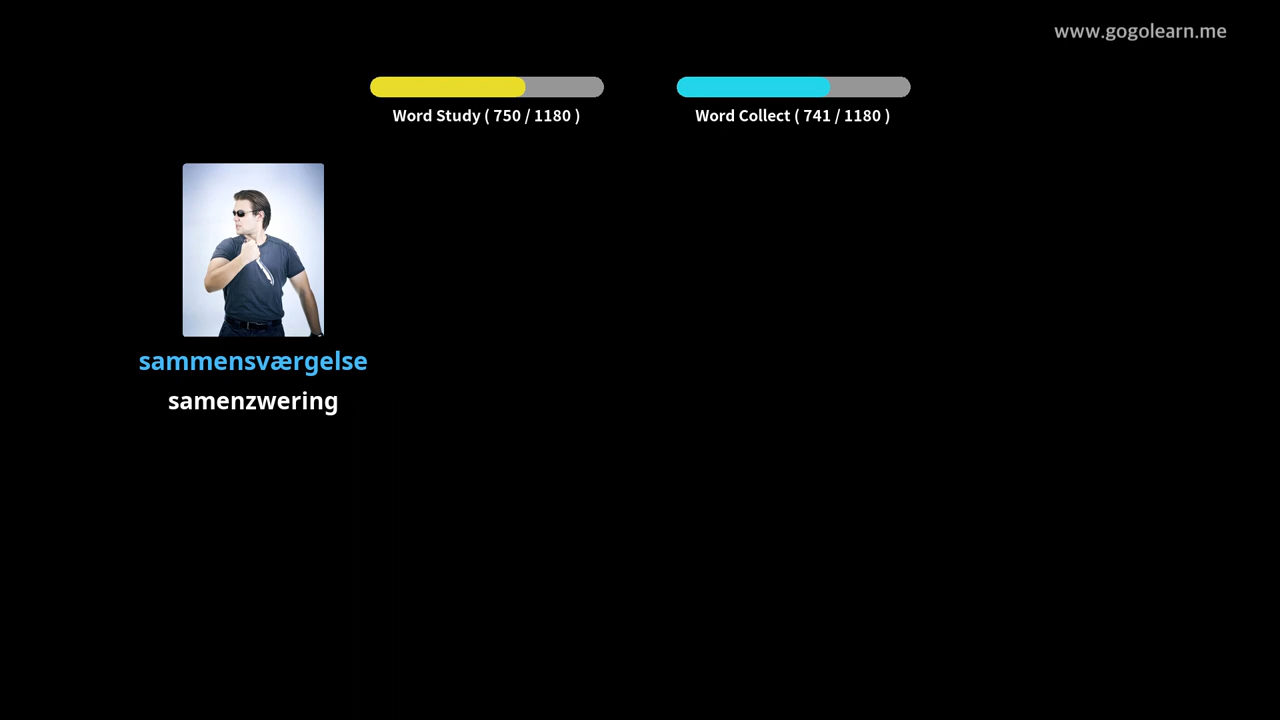 www.gogolearn.me
Word Study ( 750 / 1180 )
Word Collect ( 741 / 1180 )
sammensværgelse
samenzwering